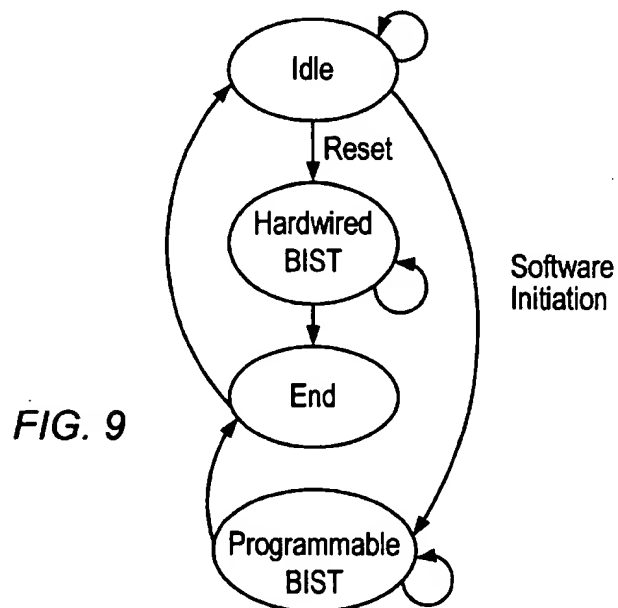 Idle
Reset
Hardwired
BIST
Software
Initiation
End
FIG. 9
Programmable
BIST